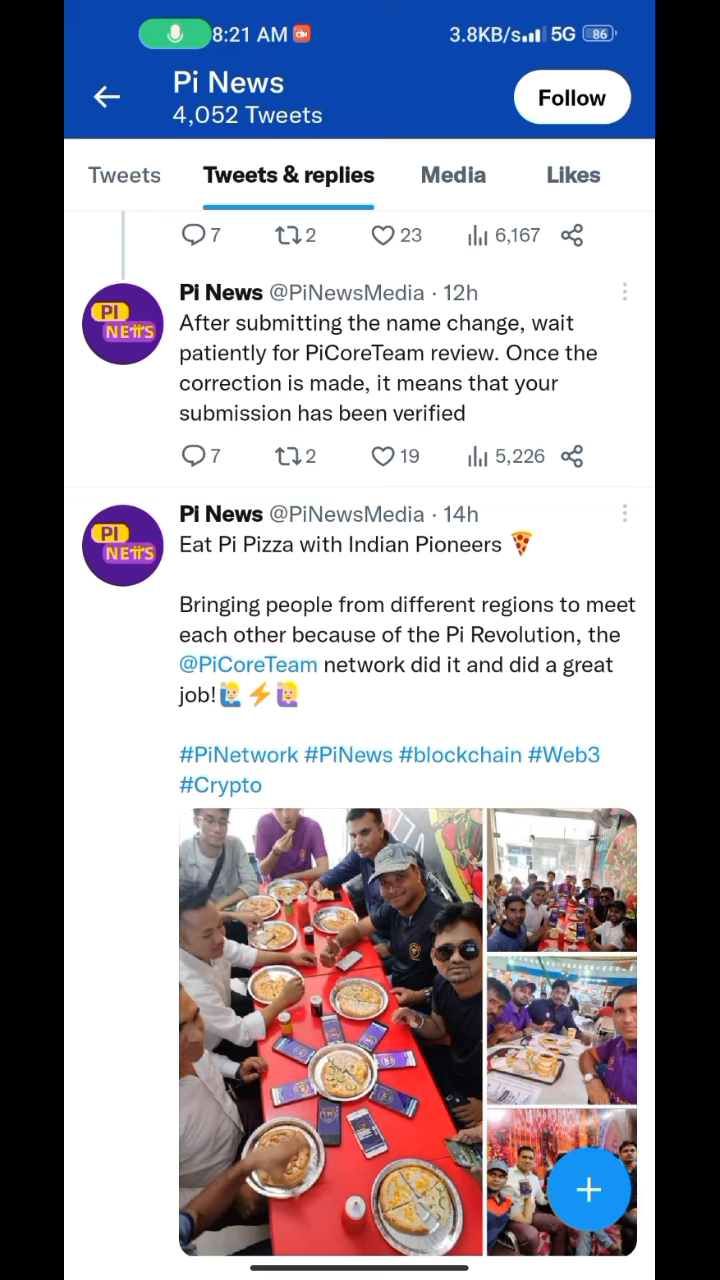 8:21 AM 3.8KB/s 5G 86
Pi News
4,052 Tweets
Follow
Tweets Tweets & replies Media Likes
7 2 23 6,167
PI NEWS
Pi News @PiNewsMedia · 12h
After submitting the name change, wait
patiently for PiCoreTeam review. Once the
correction is made, it means that your
submission has been verified
7 2 19 5,226
PI NEWS
Pi News @PiNewsMedia · 14h
Eat Pi Pizza with Indian Pioneers 🍕
Bringing people from different regions to meet
each other because of the Pi Revolution, the
@PiCoreTeam network did it and did a great
job!🙋🏼‍♂️⚡🙋🏼‍♀️
#PiNetwork #PiNews #blockchain #Web3
#Crypto